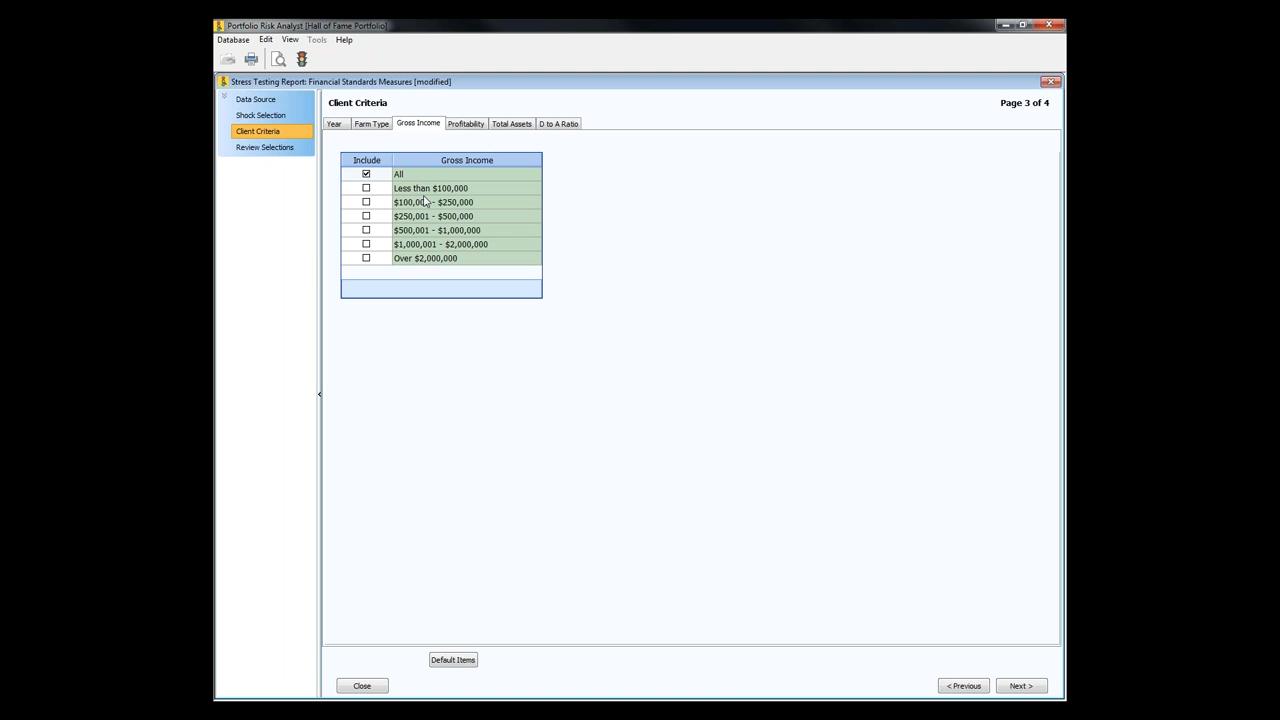 Portfolio Risk Analyst [Hall of Fame Portfolio]
Database Edit View Tools Help
Stress Testing Report: Financial Standards Measures [modified]
Data Source
Shock Selection
Client Criteria
Review Selections
Client Criteria
Page 3 of 4
Year Farm Type Gross Income Profitability Total Assets D to A Ratio
Include Gross Income
All
Less than $100,000
- $250,000
$250,001 - $500,000
$500,001 - $1,000,000
$1,000,001 - $2,000,000
Over $2,000,000
Default Items
Close
< Previous
Next >